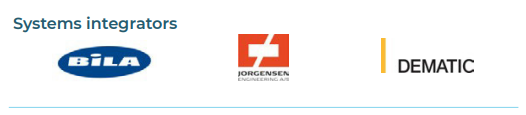 Systems integrators
BILA
JORGENSEN
ENGINEERING A/S
DEMATIC